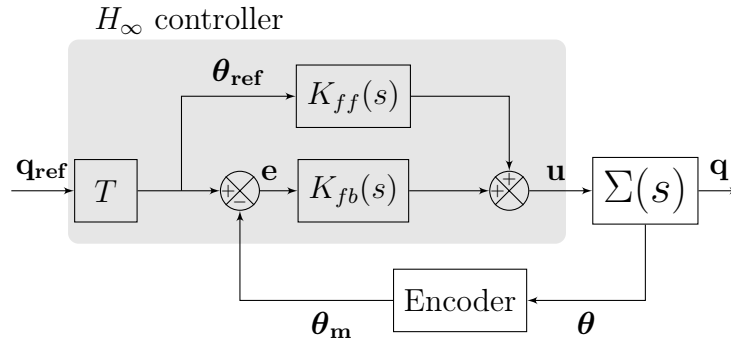 H∞ controller
θref
Kff(s)
qref
T
+
−
e
Kfb(s)
+
+
u
Σ(s)
q
Encoder
θm
θ